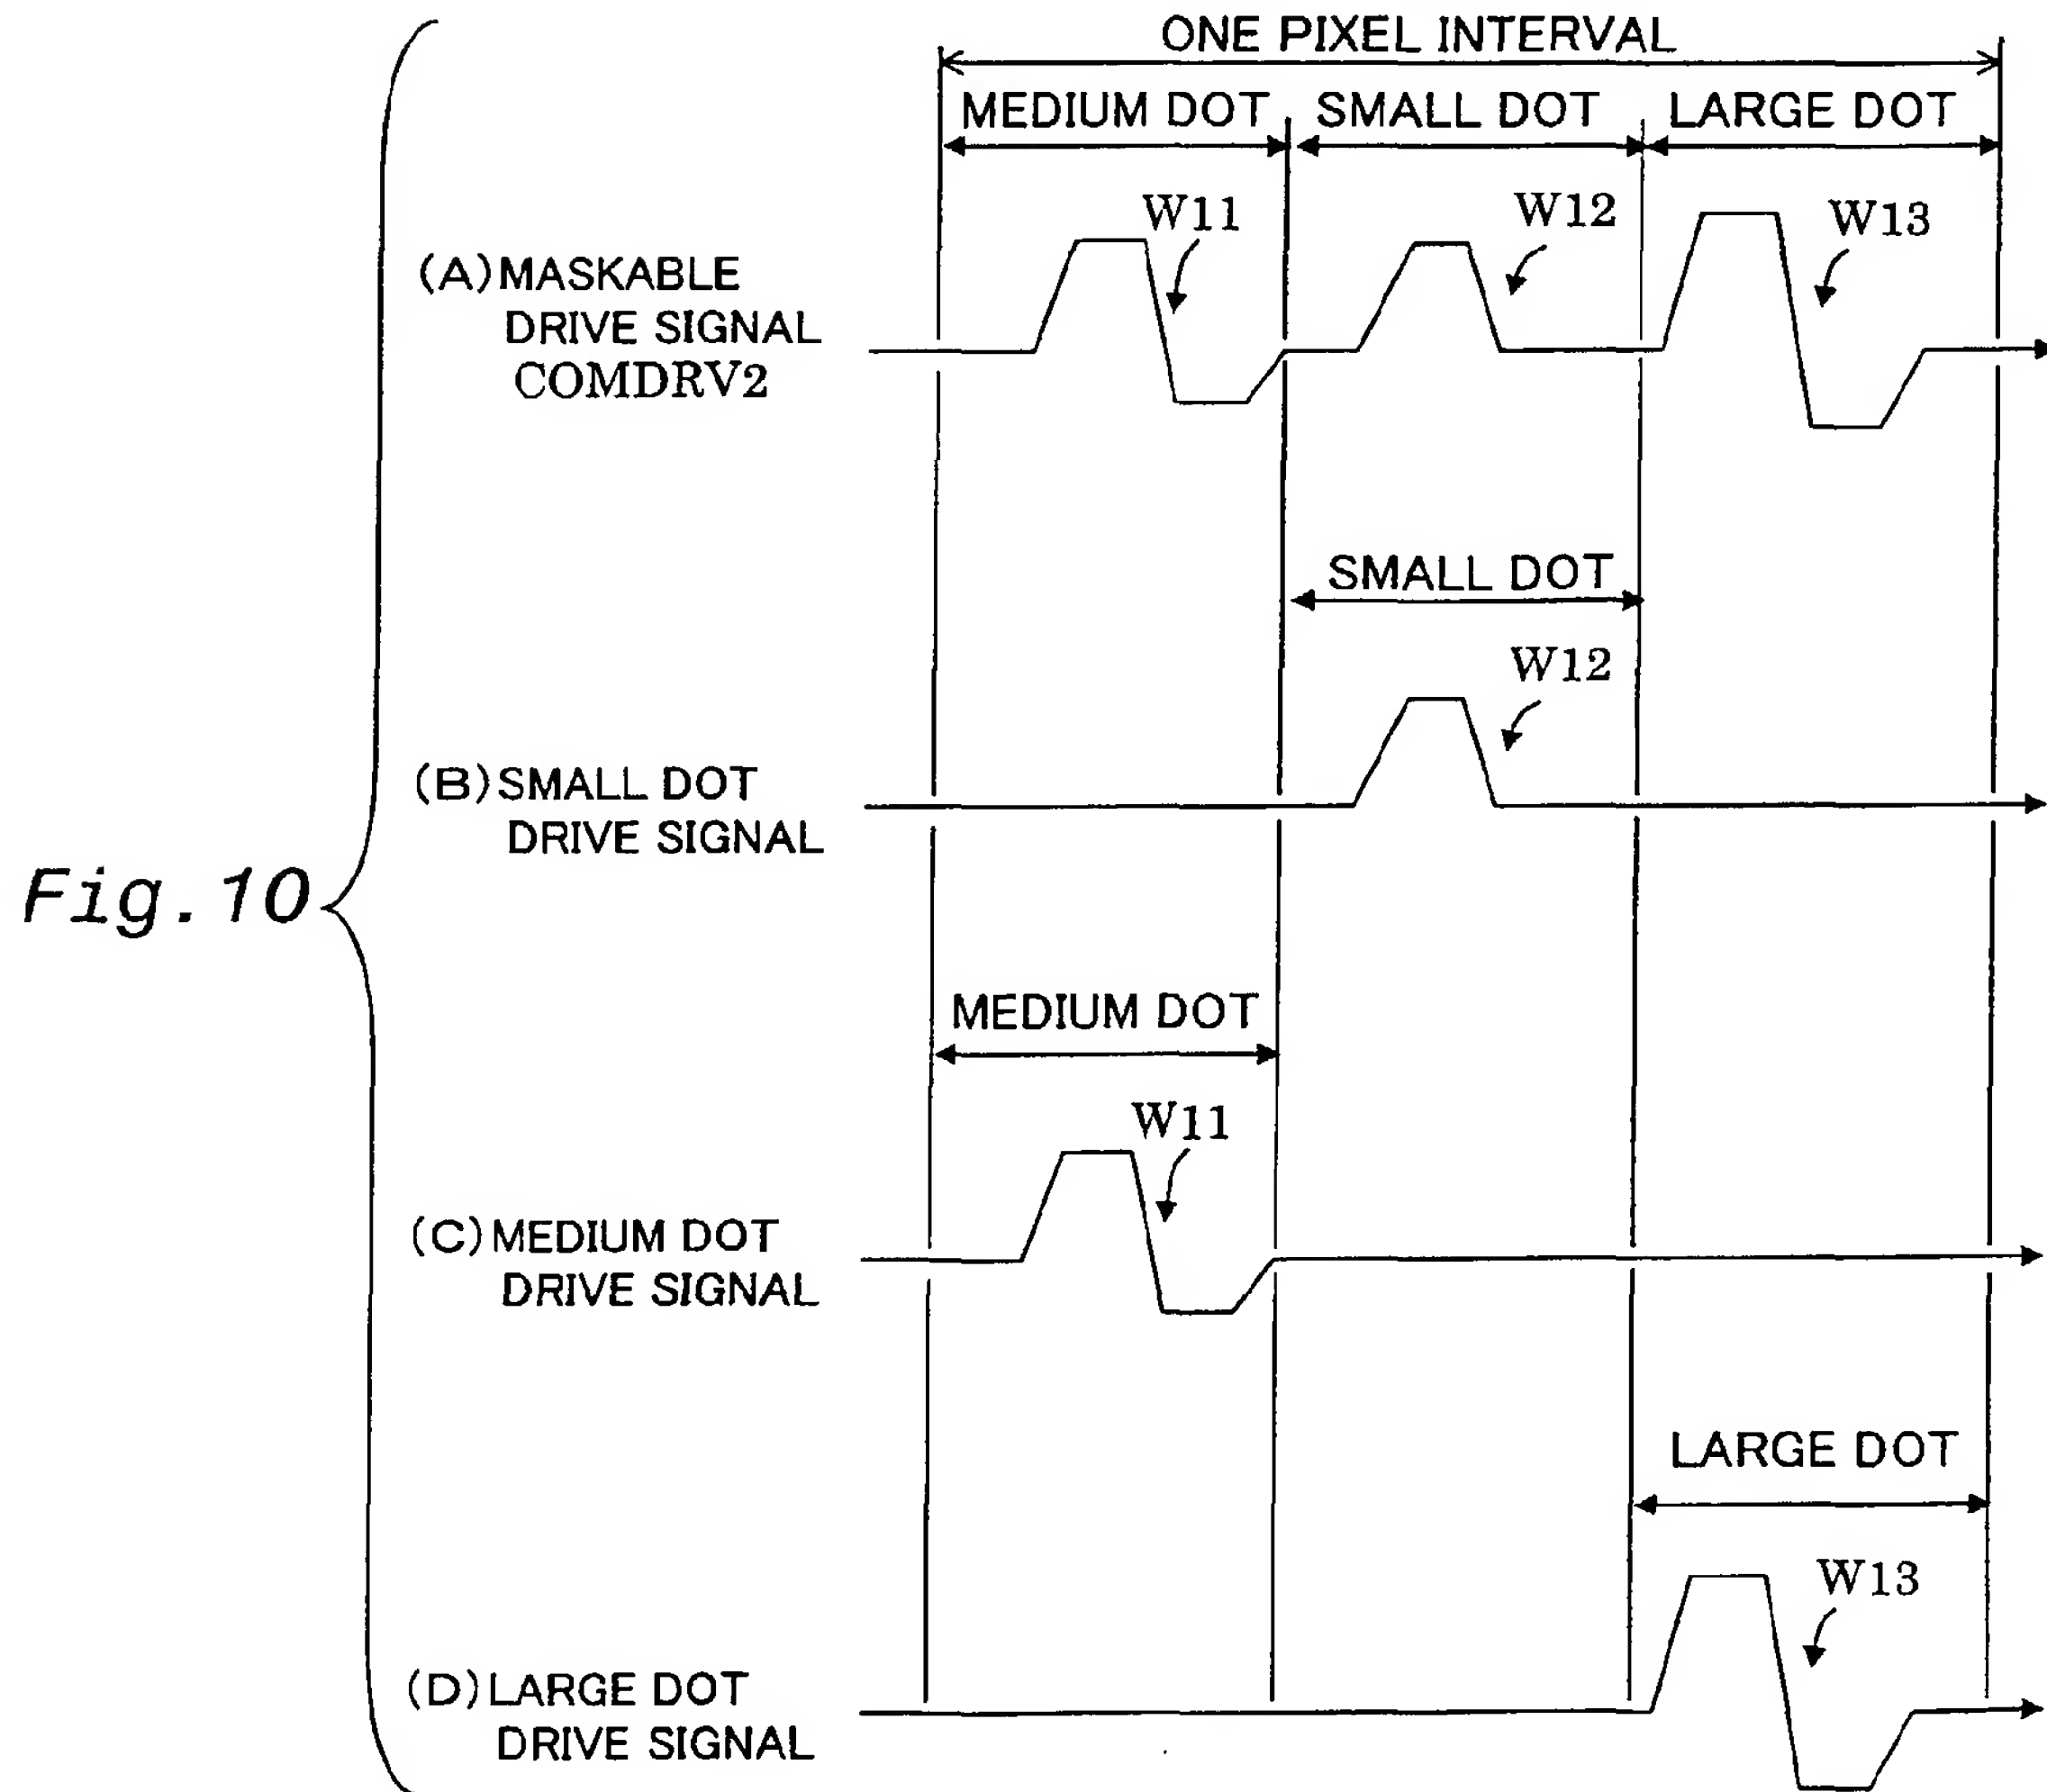 ONE PIXEL INTERVAL
MEDIUM DOT SMALL DOT LARGE DOT
W11 W12 W13
(A) MASKABLE
DRIVE SIGNAL
COMDRV2
SMALL DOT
W12
(B) SMALL DOT
DRIVE SIGNAL
Fig. 10
MEDIUM DOT
W11
(C) MEDIUM DOT
DRIVE SIGNAL
LARGE DOT
W13
(D) LARGE DOT
DRIVE SIGNAL